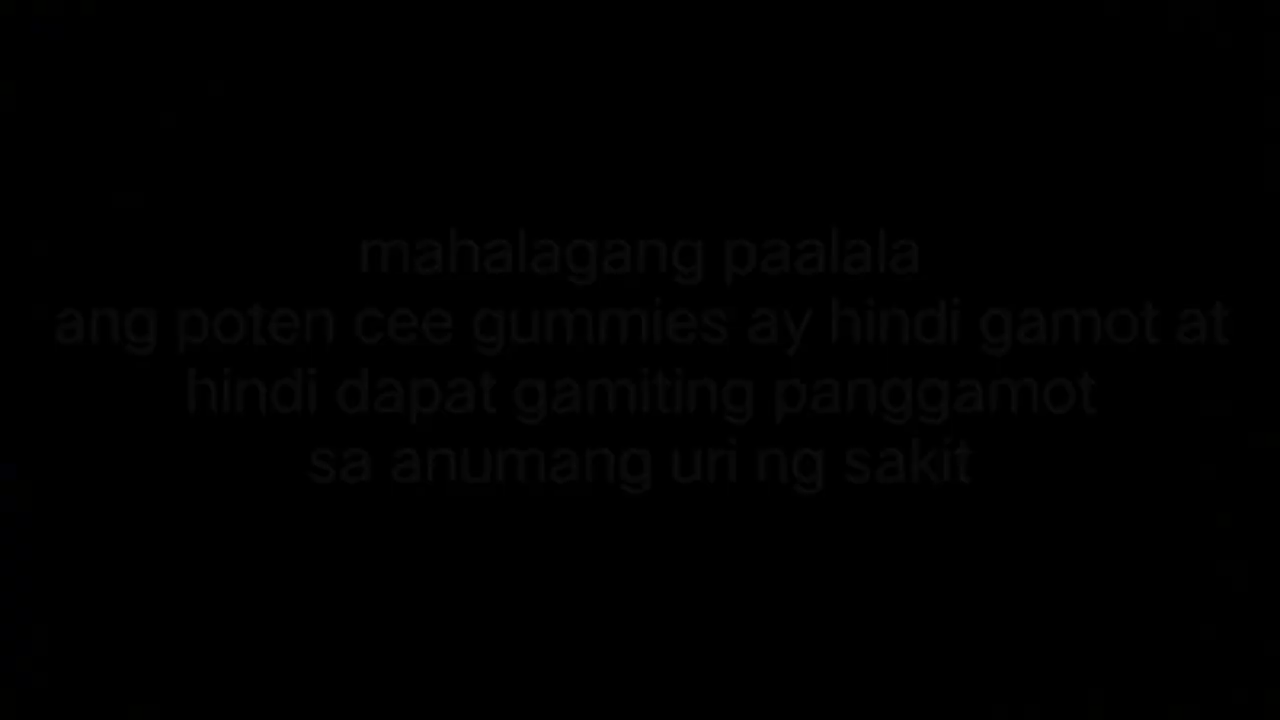 mahalagang paalala
ang poten cee gummies ay hindi gamot at
hindi dapat gamiting panggamot
sa anumang uri ng sakit